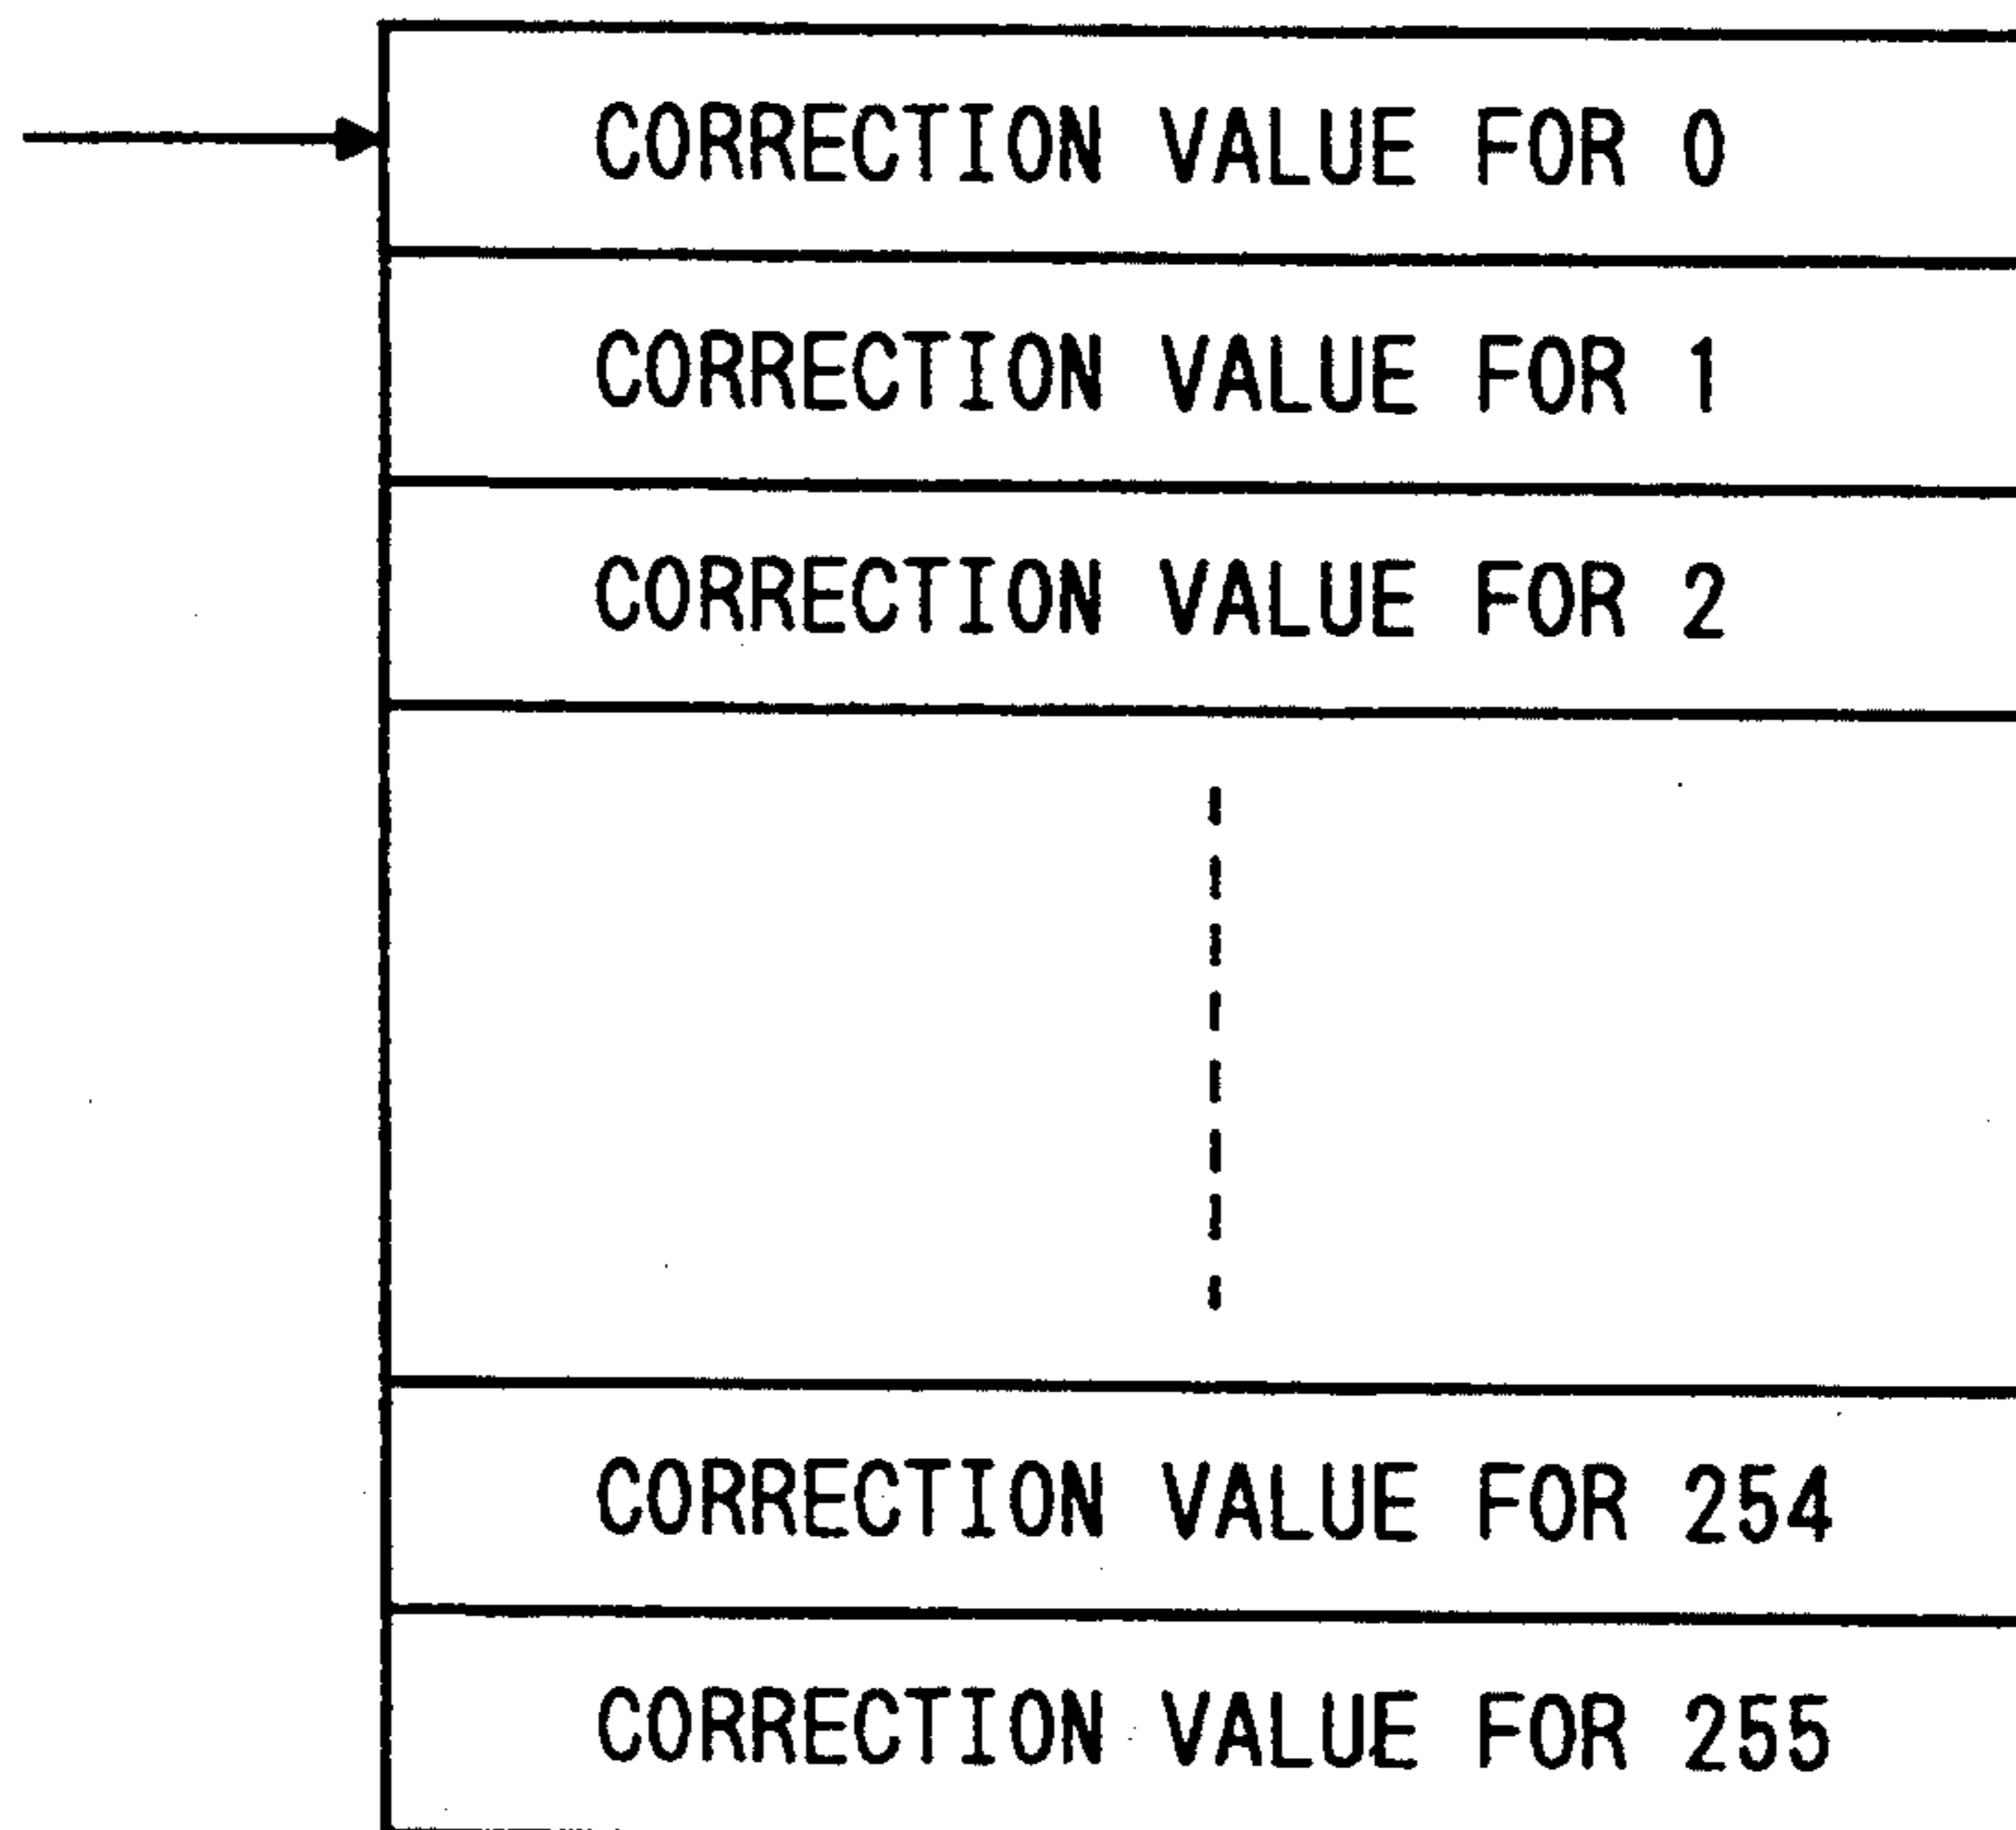 CORRECTION VALUE FOR 0
CORRECTION VALUE FOR 1
CORRECTION VALUE FOR 2
CORRECTION VALUE FOR 254
CORRECTION VALUE FOR 255